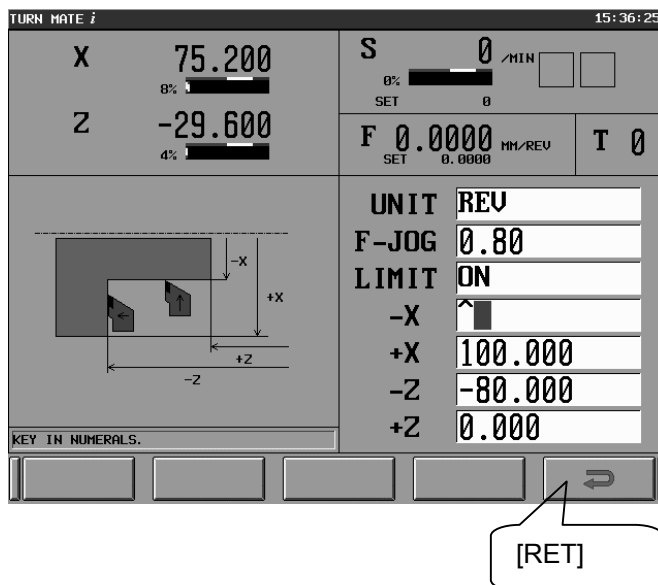 TURN MATE i 15:36:25
X 75.200
8%
Z -29.600
4%
S 0 /MIN
0%
SET 0
F 0.0000 MM/REV
SET 0.0000
T 0
-X
+X
+Z
-Z
UNIT REV
F-JOG 0.80
LIMIT ON
-X ^
+X 100.000
-Z -80.000
+Z 0.000
KEY IN NUMERALS.
[RET]